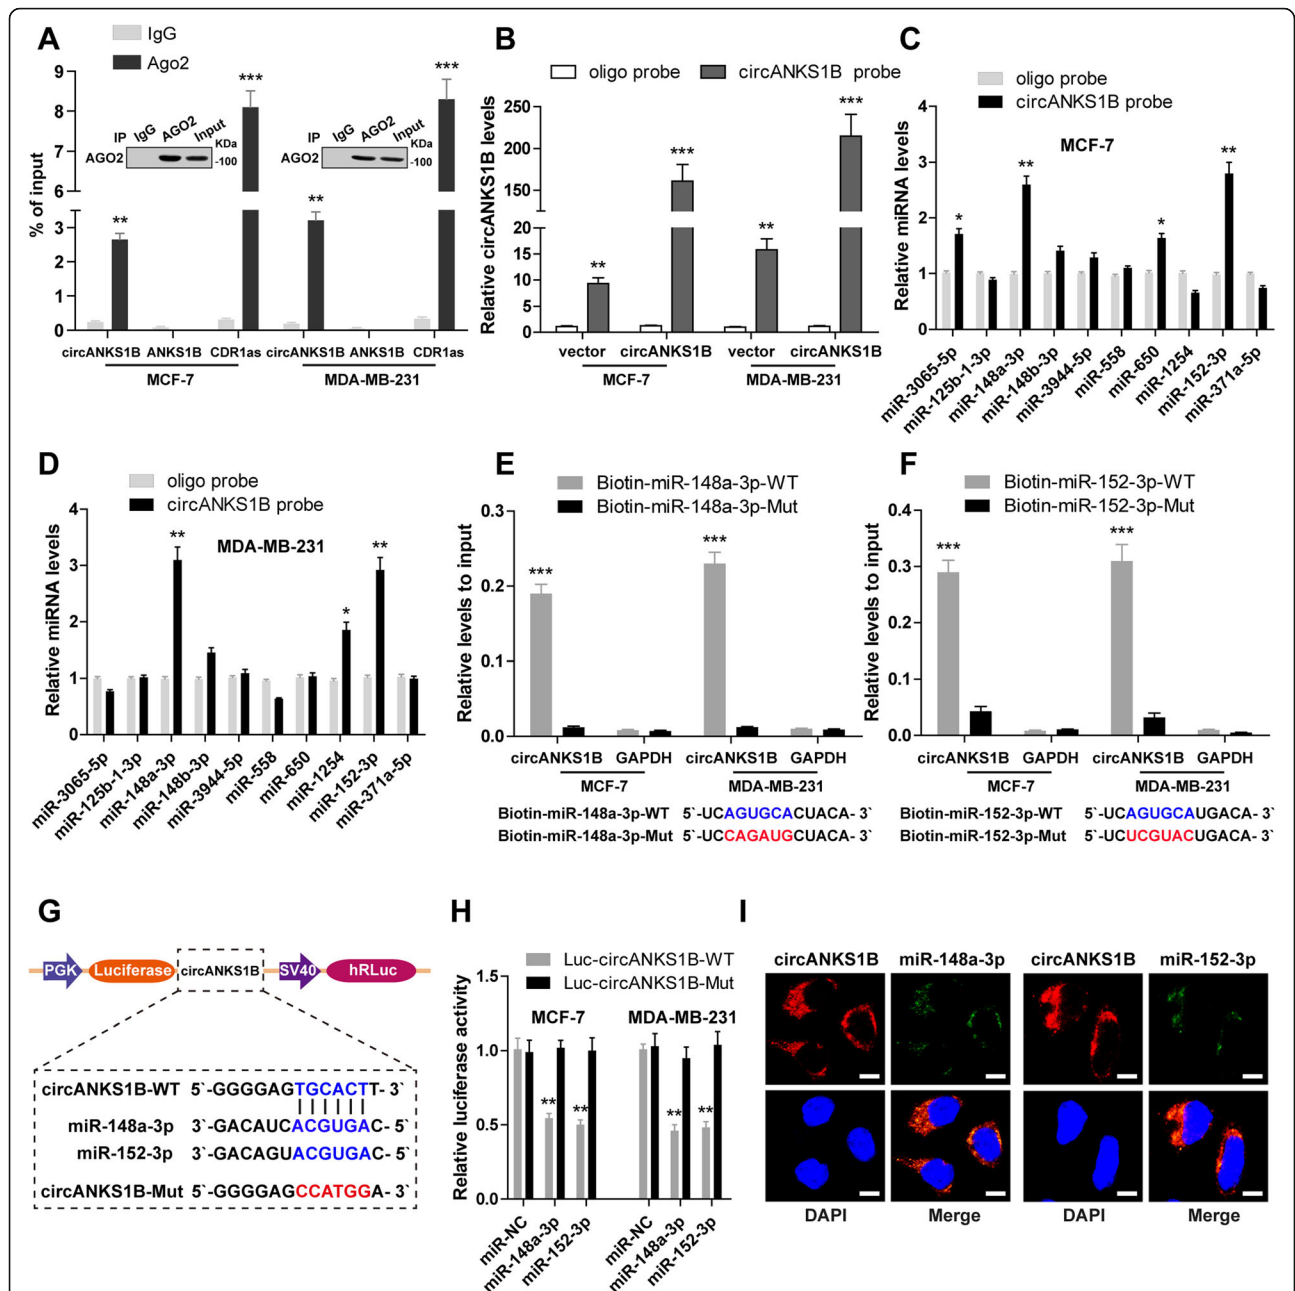 A
IgG
Ago2
% of input
9
8
7
6
3
2
1
0
***
***
**
**
IP IgG AGO2 Input
KDa
AGO2
-100
IP IgG AGO2 Input
KDa
AGO2
-100
circANKS1B ANKS1B CDR1as circANKS1B ANKS1B CDR1as
MCF-7 MDA-MB-231
B
oligo probe circANKS1B probe
Relative circANKS1B levels
250
200
150
100
50
20
15
10
5
0
**
***
**
***
vector circANKS1B vector circANKS1B
MCF-7 MDA-MB-231
C
oligo probe
circANKS1B probe
MCF-7
Relative miRNA levels
4
3
2
1
0
*
**
*
**
miR-3065-5p
miR-125b-1-3p
miR-148a-3p
miR-148b-3p
miR-3944-5p
miR-558
miR-650
miR-1254
miR-152-3p
miR-371a-5p
D
oligo probe
circANKS1B probe
MDA-MB-231
Relative miRNA levels
4
3
2
1
0
**
*
**
miR-3065-5p
miR-125b-1-3p
miR-148a-3p
miR-148b-3p
miR-3944-5p
miR-558
miR-650
miR-1254
miR-152-3p
miR-371a-5p
E
Biotin-miR-148a-3p-WT
Biotin-miR-148a-3p-Mut
Relative levels to input
0.3
0.2
0.1
0.0
***
***
circANKS1B GAPDH circANKS1B GAPDH
MCF-7 MDA-MB-231
Biotin-miR-148a-3p-WT 5`-UCAGUGCACUACA- 3`
Biotin-miR-148a-3p-Mut 5`-UCCAGAUGCUACA- 3`
F
Biotin-miR-152-3p-WT
Biotin-miR-152-3p-Mut
Relative levels to input
0.4
0.3
0.2
0.1
0.0
***
***
circANKS1B GAPDH circANKS1B GAPDH
MCF-7 MDA-MB-231
Biotin-miR-152-3p-WT 5`-UCAGUGCAUGACA- 3`
Biotin-miR-152-3p-Mut 5`-UCUCGUACUGACA- 3`
G
PGK Luciferase circANKS1B SV40 hRLuc
circANKS1B-WT 5`-GGGGAGTGCACTT- 3`
miR-148a-3p 3`-GACAUCACGUGAC- 5`
miR-152-3p 3`-GACAGUACGUGAC- 5`
circANKS1B-Mut 5`-GGGGAGCCATGGA- 3`
H
Luc-circANKS1B-WT
Luc-circANKS1B-Mut
MCF-7 MDA-MB-231
Relative luciferase activity
1.5
1.0
0.5
0.0
**
**
**
**
miR-NC
miR-148a-3p
miR-152-3p
miR-NC
miR-148a-3p
miR-152-3p
I
circANKS1B miR-148a-3p circANKS1B miR-152-3p
DAPI Merge DAPI Merge